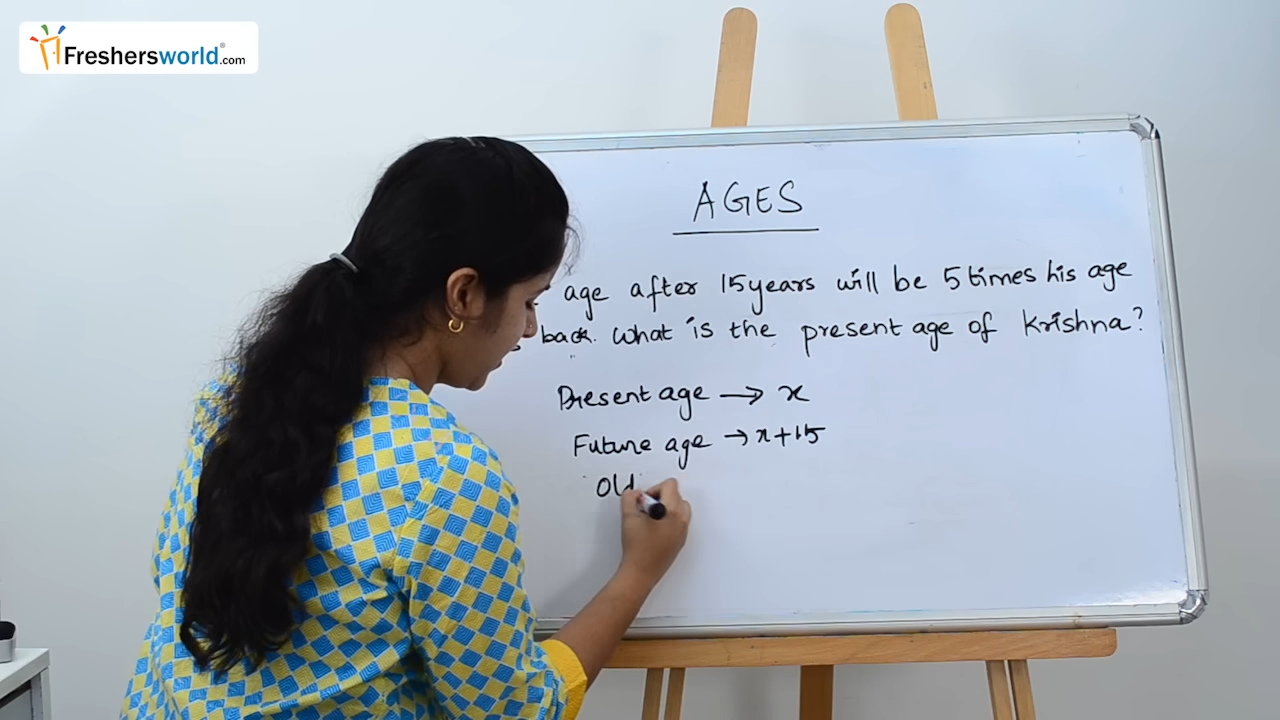 Freshersworld.com
AGES
age after 15 years will be 5 times his age
back. What is the present age of Krishna?
Present age → x
Future age → x+15
Old